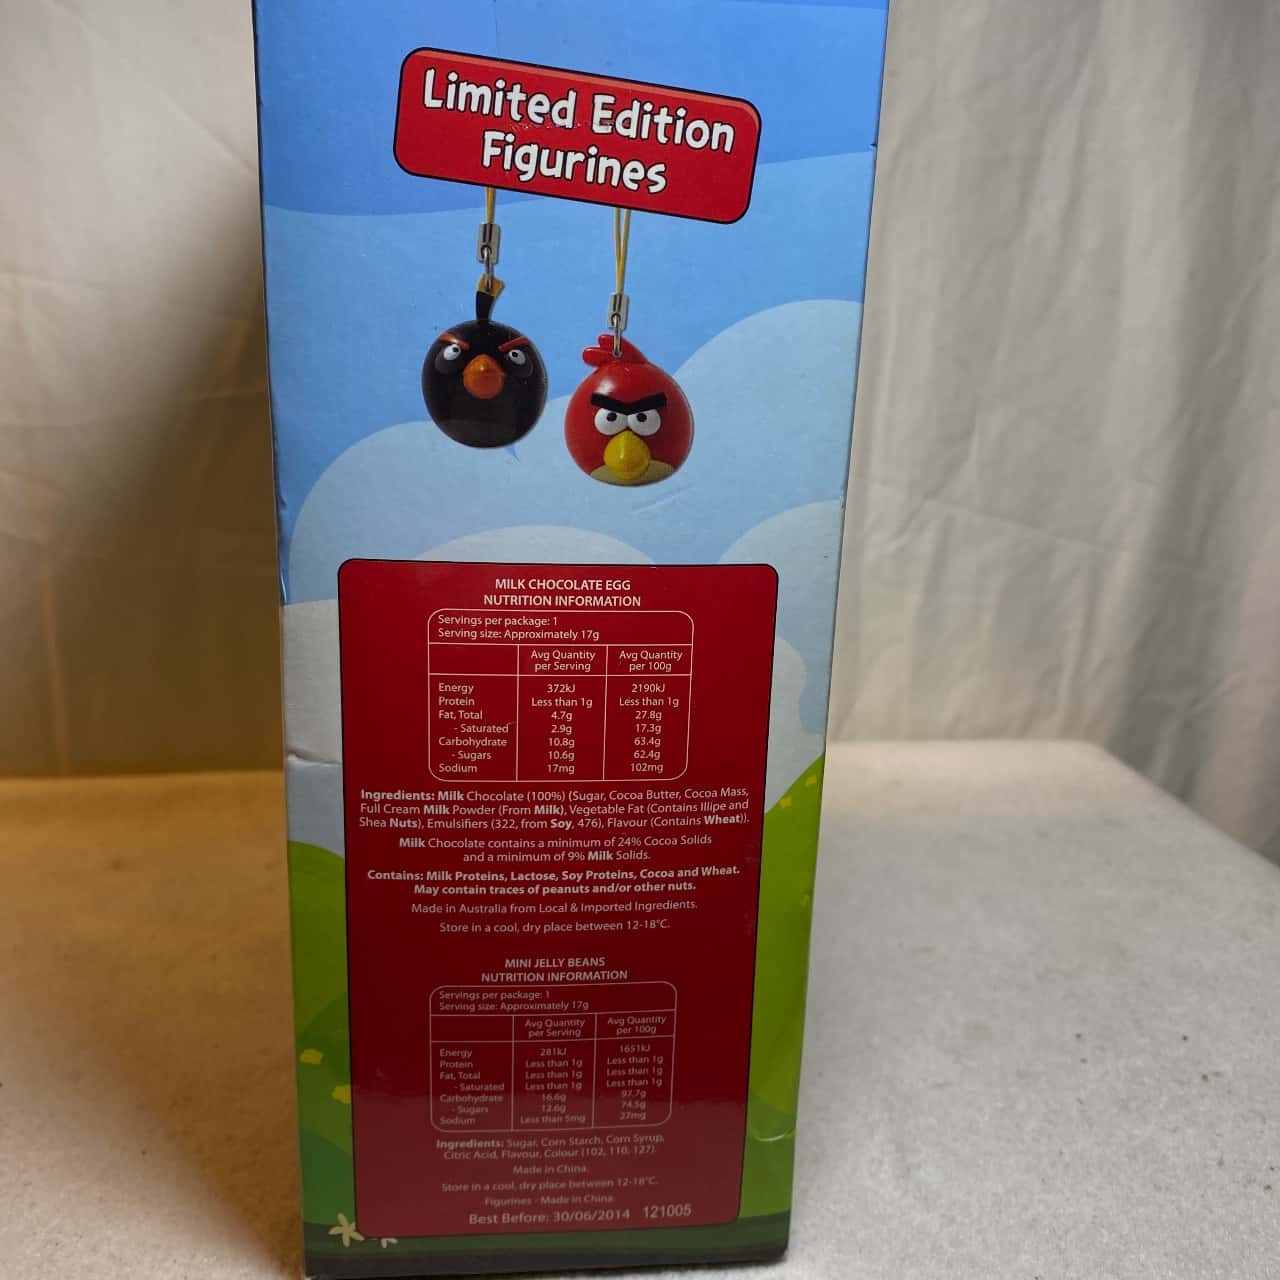 Limited Edition
Figurines
MILK CHOCOLATE EGG
NUTRITION INFORMATION
Servings per package: 1
Serving size: Approximately 17g
Avg Quantity per Serving Avg Quantity per 100g
Energy 372kJ 2190kJ
Protein Less than 1g Less than 1g
Fat, Total 4.7g 27.8g
- Saturated 2.9g 17.3g
Carbohydrate 10.8g 63.4g
- Sugars 10.6g 62.4g
Sodium 17mg 102mg
Ingredients: Milk Chocolate (100%) (Sugar, Cocoa Butter, Cocoa Mass,
Full Cream Milk Powder (From Milk), Vegetable Fat (Contains Illipe and
Shea Nuts), Emulsifiers (322, from Soy, 476), Flavour (Contains Wheat)).
Milk Chocolate contains a minimum of 24% Cocoa Solids
and a minimum of 9% Milk Solids.
Contains: Milk Proteins, Lactose, Soy Proteins, Cocoa and Wheat.
May contain traces of peanuts and/or other nuts.
Made in Australia from Local & Imported Ingredients.
Store in a cool, dry place between 12-18°C.
MINI JELLY BEANS
NUTRITION INFORMATION
Servings per package: 1
Serving size: Approximately 17g
Avg Quantity per Serving Avg Quantity per 100g
Energy 281kJ 1651kJ
Protein Less than 1g Less than 1g
Fat, Total Less than 1g Less than 1g
- Saturated Less than 1g Less than 1g
Carbohydrate 16.6g 97.7g
- Sugars 12.6g 74.5g
Sodium Less than 5mg 27mg
Ingredients: Sugar, Corn Starch, Corn Syrup,
Citric Acid, Flavour, Colour (102, 110, 127).
Made in China.
Store in a cool, dry place between 12-18°C.
Figurines - Made in China
Best Before: 30/06/2014 121005